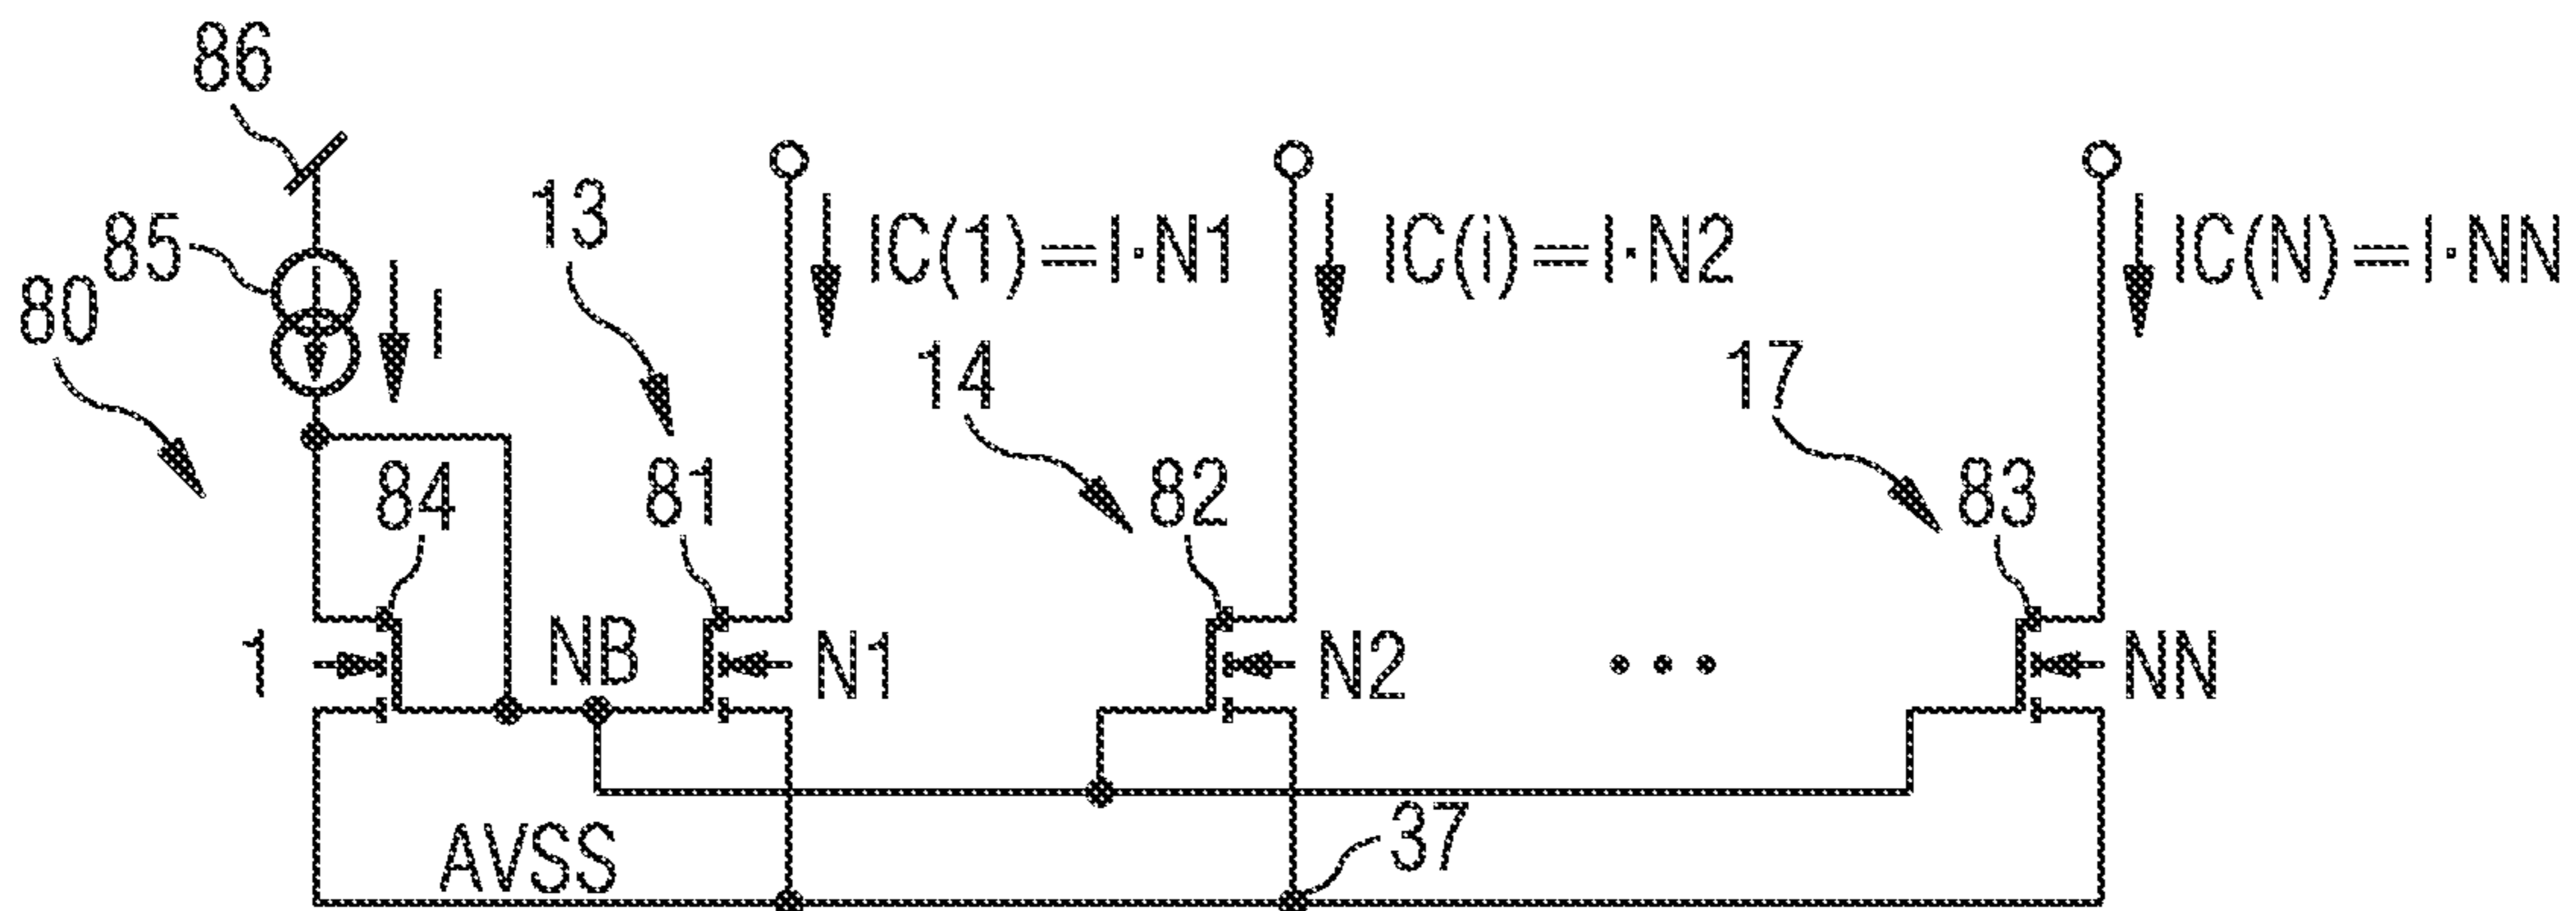 86
13
85
IC(1)=I·N1
IC(i)=I·N2
IC(N)=I·NN
80
I
14
17
84
81
82
83
1
NB
N1
N2
...
NN
AVSS
37